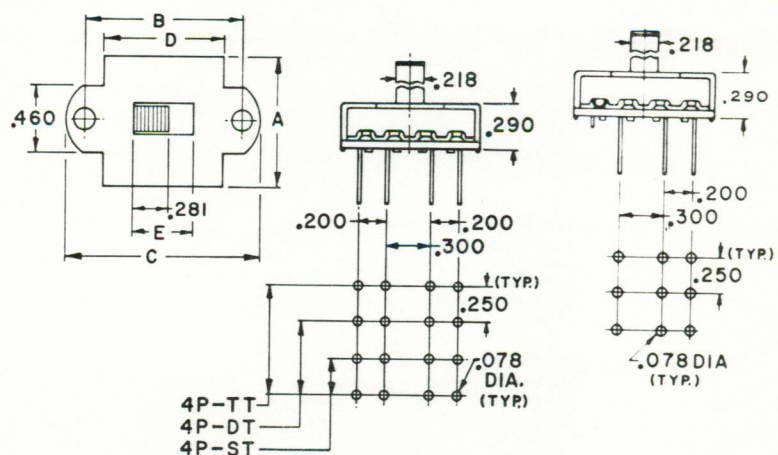 B
D
.460
A
.281
E
C
.218
.290
.200
.200
.300
(TYP.)
.250
.078
DIA.
(TYP.)
4P-TT
4P-DT
4P-ST
.218
.290
.200
.300
(TYP.)
.250
.078 DIA
(TYP.)